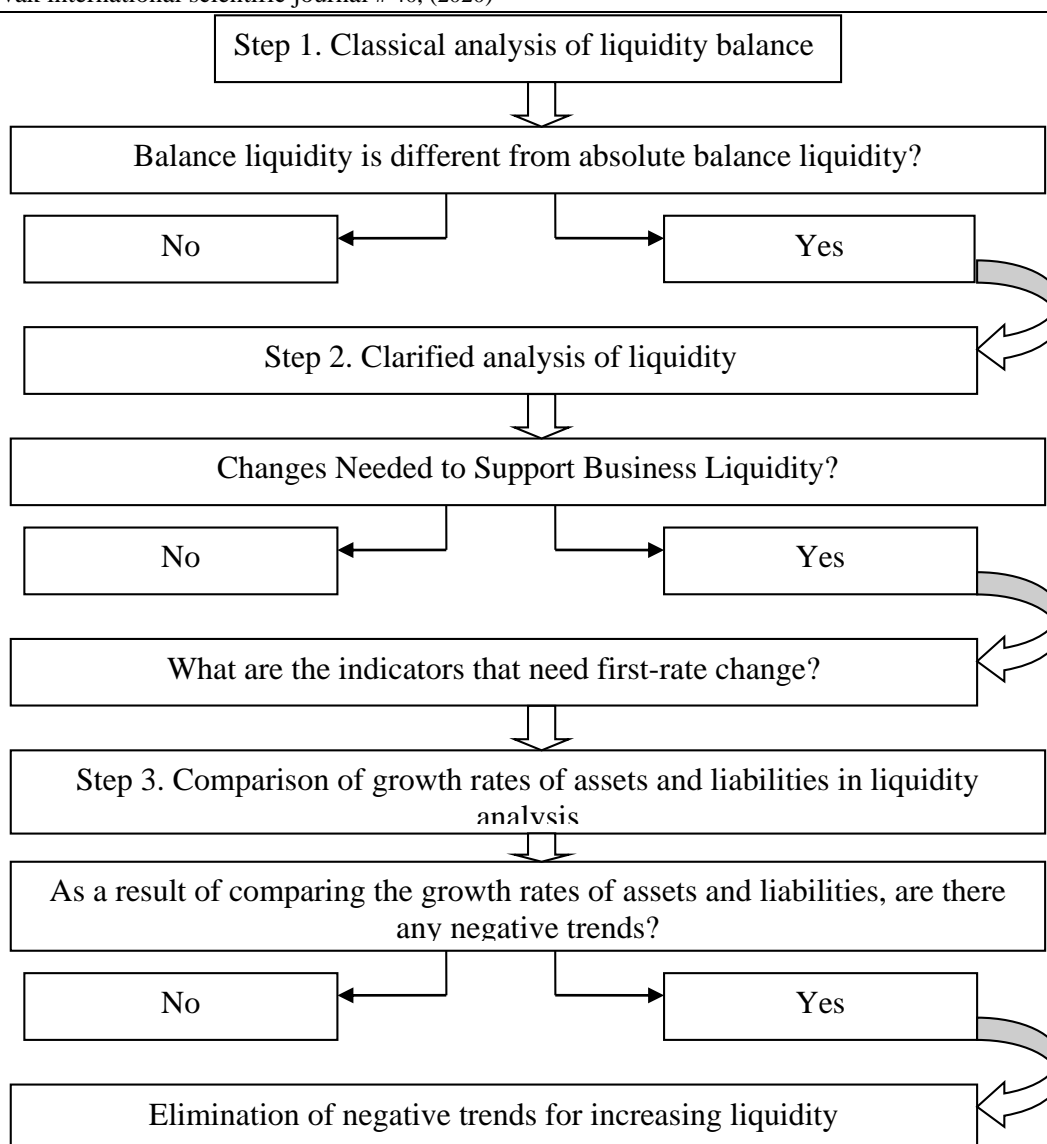 international scientific journal #
Step 1. Classical analysis of liquidity balance
Balance liquidity is different from absolute balance liquidity?
No
Yes
Step 2. Clarified analysis of liquidity
Changes Needed to Support Business Liquidity?
No
Yes
What are the indicators that need first-rate change?
Step 3. Comparison of growth rates of assets and liabilities in liquidity
analysis
As a result of comparing the growth rates of assets and liabilities, are there
any negative trends?
No
Yes
Elimination of negative trends for increasing liquidity